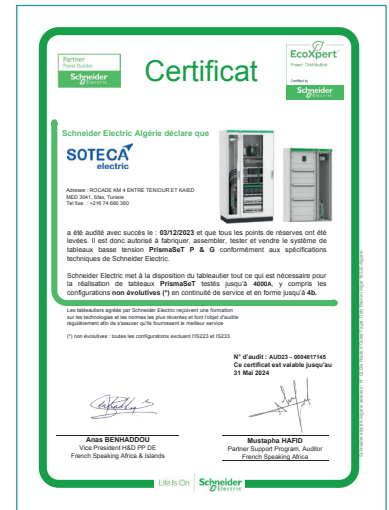 Partner
Panel Builder
Schneider
Electric
Certificat
EcoXpert
Power Distribution
Certified by
Schneider
Electric
Schneider Electric Algérie déclare que
SOTECA
electric
Adresse : ROCADE KM 4 ENTRE TENIOUR ET KAIED
MED 3041, Sfax, Tunisie
Tel fixe : +216 74 660 360
a été audité avec succès le : 03/12/2023 et que tous les points de réserves ont été
levées. Il est donc autorisé à fabriquer, assembler, tester et vendre le système de
tableaux basse tension PrismaSeT P & G conformément aux spécifications
techniques de Schneider Electric.
Schneider Electric met à la disposition du tableautier tout ce qui est nécessaire pour
la réalisation de tableaux PrismaSeT testés jusqu'à 4000A, y compris les
configurations non évolutives (*) en continuité de service et en forme jusqu'à 4b.
Les tableautiers agréés par Schneider Electric reçoivent une formation
sur les technologies et les normes les plus récentes et font l'objet d'audits
régulièrement afin de s'assurer qu'ils fournissent le meilleur service
(*) non évolutives : toutes les configurations excluant l'IS223 et IS233
N° d'audit : AUD23 – 0004817145
Ce certificat est valable jusqu'au
31 Mai 2024
Anas BENHADDOU
Vice President H&D PP DE
French Speaking Africa & Islands
Mustapha HAFID
Partner Support Program, Auditor
French Speaking Africa
Life Is On
Schneider
Electric